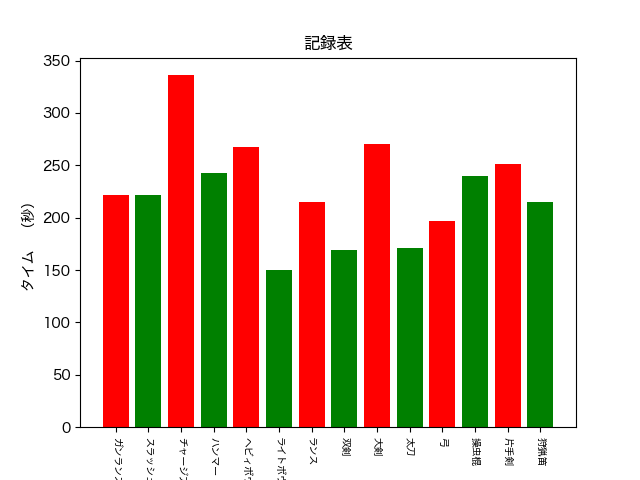 記録表
タイム (秒)
350
300
250
200
150
100
50
0
ガンランス
スラッシュ
チャージア
ハンマー
ヘビィボウ
ライトボウ
ランス
双剣
大剣
太刀
弓
操虫棍
片手剣
狩猟笛